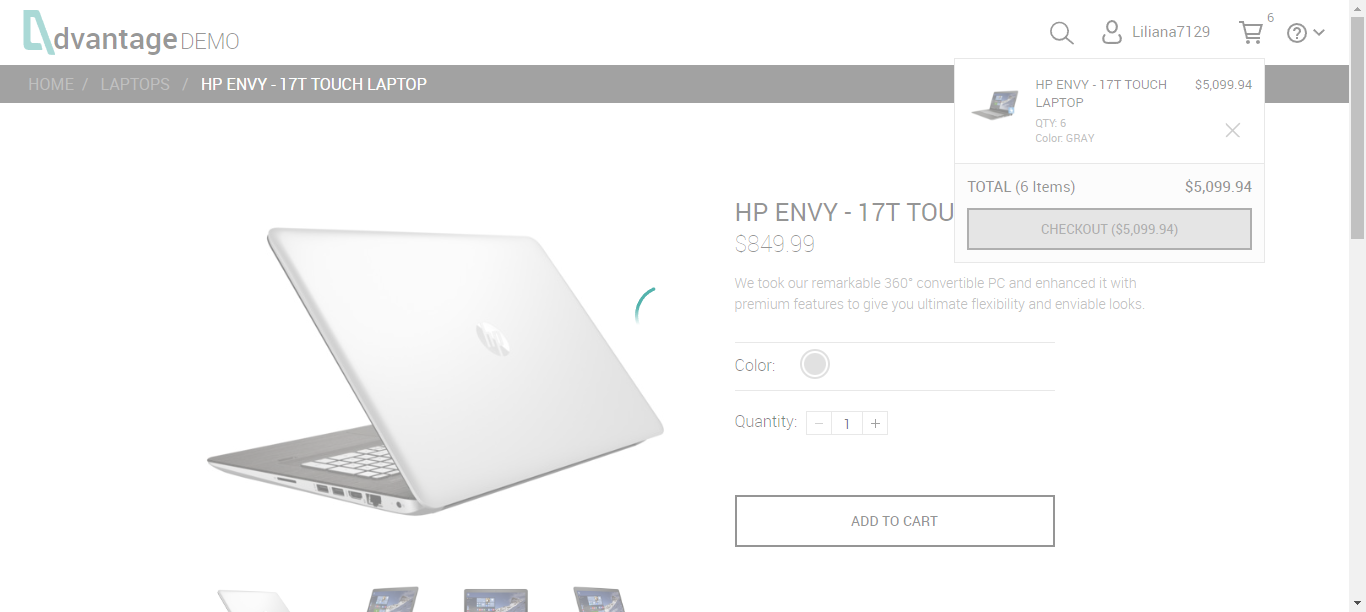 dvantage DEMO
Liliana7129
6
HOME / LAPTOPS / HP ENVY - 17T TOUCH LAPTOP
HP ENVY - 17T TOUCH LAPTOP
$5,099.94
QTY: 6
Color: GRAY
TOTAL (6 Items) $5,099.94
CHECKOUT ($5,099.94)
HP ENVY - 17T TOU
$849.99
We took our remarkable 360° convertible PC and enhanced it with
premium features to give you ultimate flexibility and enviable looks.
Color:
Quantity: − 1 +
ADD TO CART